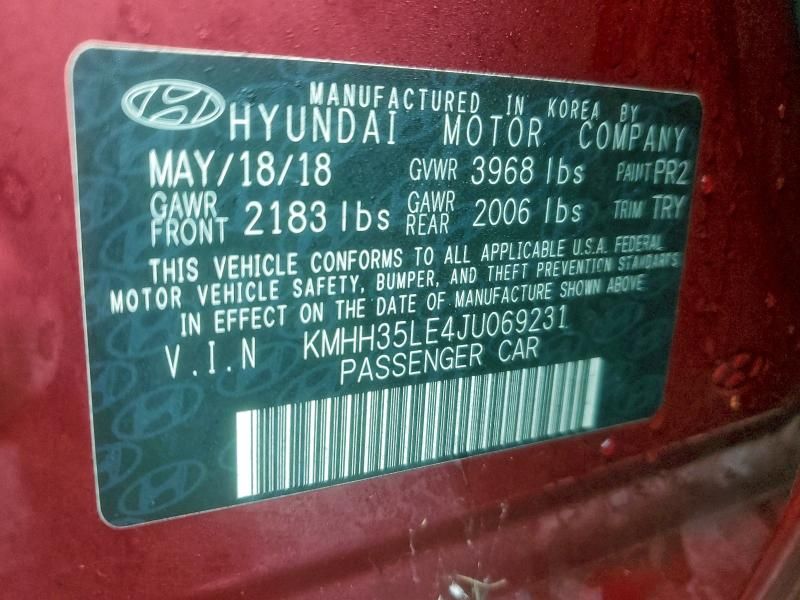 MANUFACTURED IN KOREA BY
HYUNDAI MOTOR COMPANY
MAY/18/18 GVWR 3968 lbs PAINT PR2
GAWR FRONT 2183 lbs GAWR REAR 2006 lbs TRIM TRY
THIS VEHICLE CONFORMS TO ALL APPLICABLE U.S.A. FEDERAL
MOTOR VEHICLE SAFETY, BUMPER, AND THEFT PREVENTION STANDARDS
IN EFFECT ON THE DATE OF MANUFACTURE SHOWN ABOVE
V.I.N KMHH35LE4JU069231
PASSENGER CAR